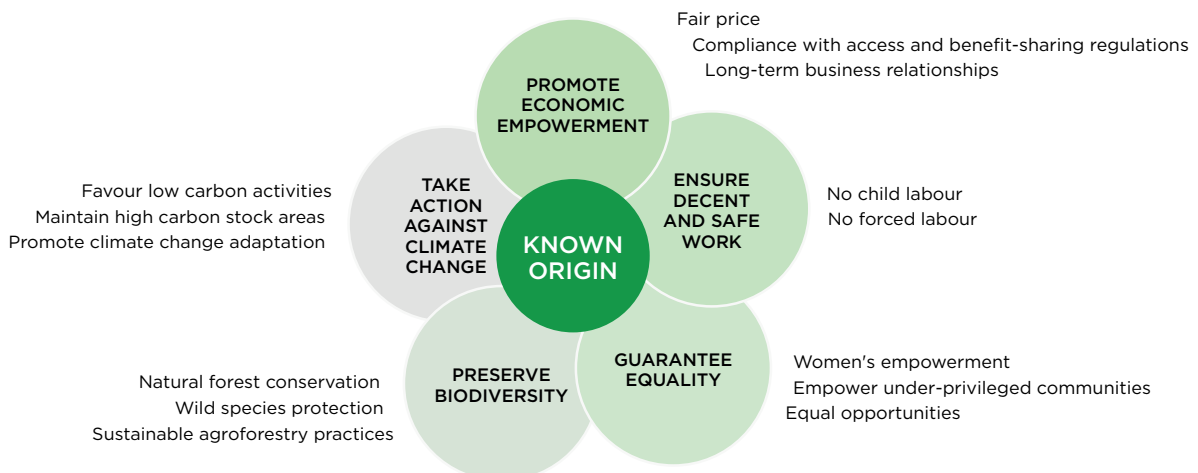 Fair price
Compliance with access and benefit-sharing regulations
Long-term business relationships
PROMOTE
ECONOMIC
EMPOWERMENT
ENSURE
DECENT
AND SAFE
WORK
No child labour
No forced labour
TAKE
ACTION
AGAINST
CLIMATE
CHANGE
Favour low carbon activities
Maintain high carbon stock areas
Promote climate change adaptation
KNOWN
ORIGIN
GUARANTEE
EQUALITY
Women's empowerment
Empower under-privileged communities
Equal opportunities
PRESERVE
BIODIVERSITY
Natural forest conservation
Wild species protection
Sustainable agroforestry practices